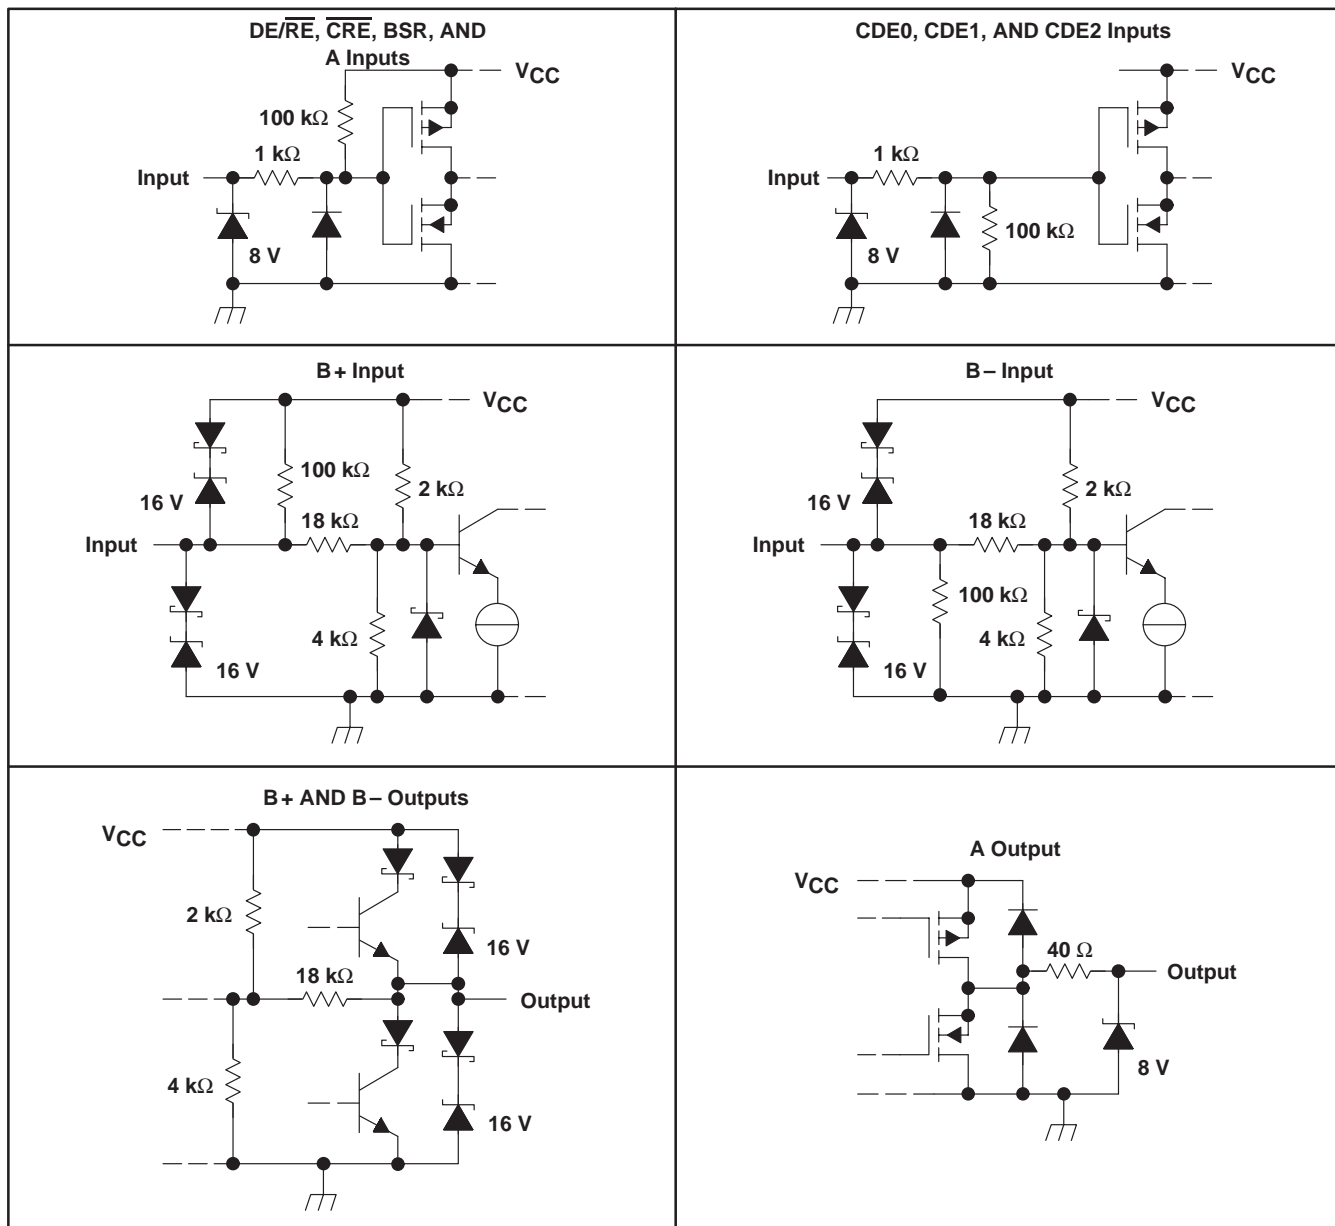 DE/RE, CRE, BSR, AND
A Inputs
VCC
100 kΩ
1 kΩ
Input
8 V
CDE0, CDE1, AND CDE2 Inputs
VCC
1 kΩ
Input
100 kΩ
8 V
B+ Input
VCC
100 kΩ
2 kΩ
16 V
18 kΩ
Input
4 kΩ
16 V
B– Input
VCC
2 kΩ
16 V
18 kΩ
Input
100 kΩ
4 kΩ
16 V
B+ AND B– Outputs
VCC
2 kΩ
16 V
18 kΩ
Output
4 kΩ
16 V
A Output
VCC
40 Ω
Output
8 V